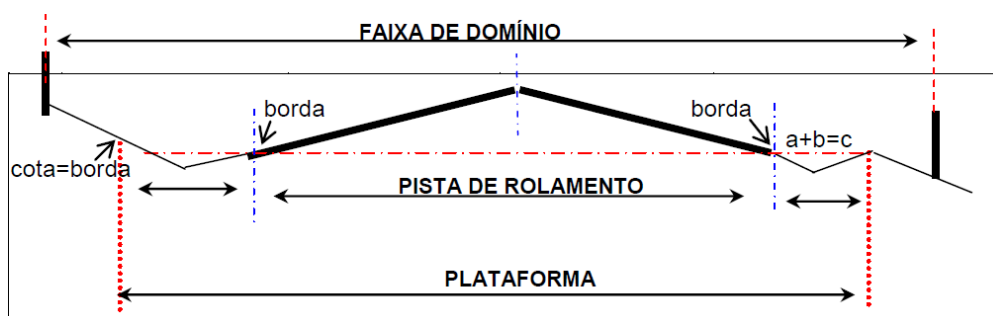 FAIXA DE DOMÍNIO
borda
borda
a+b=c
cota=borda
PISTA DE ROLAMENTO
PLATAFORMA